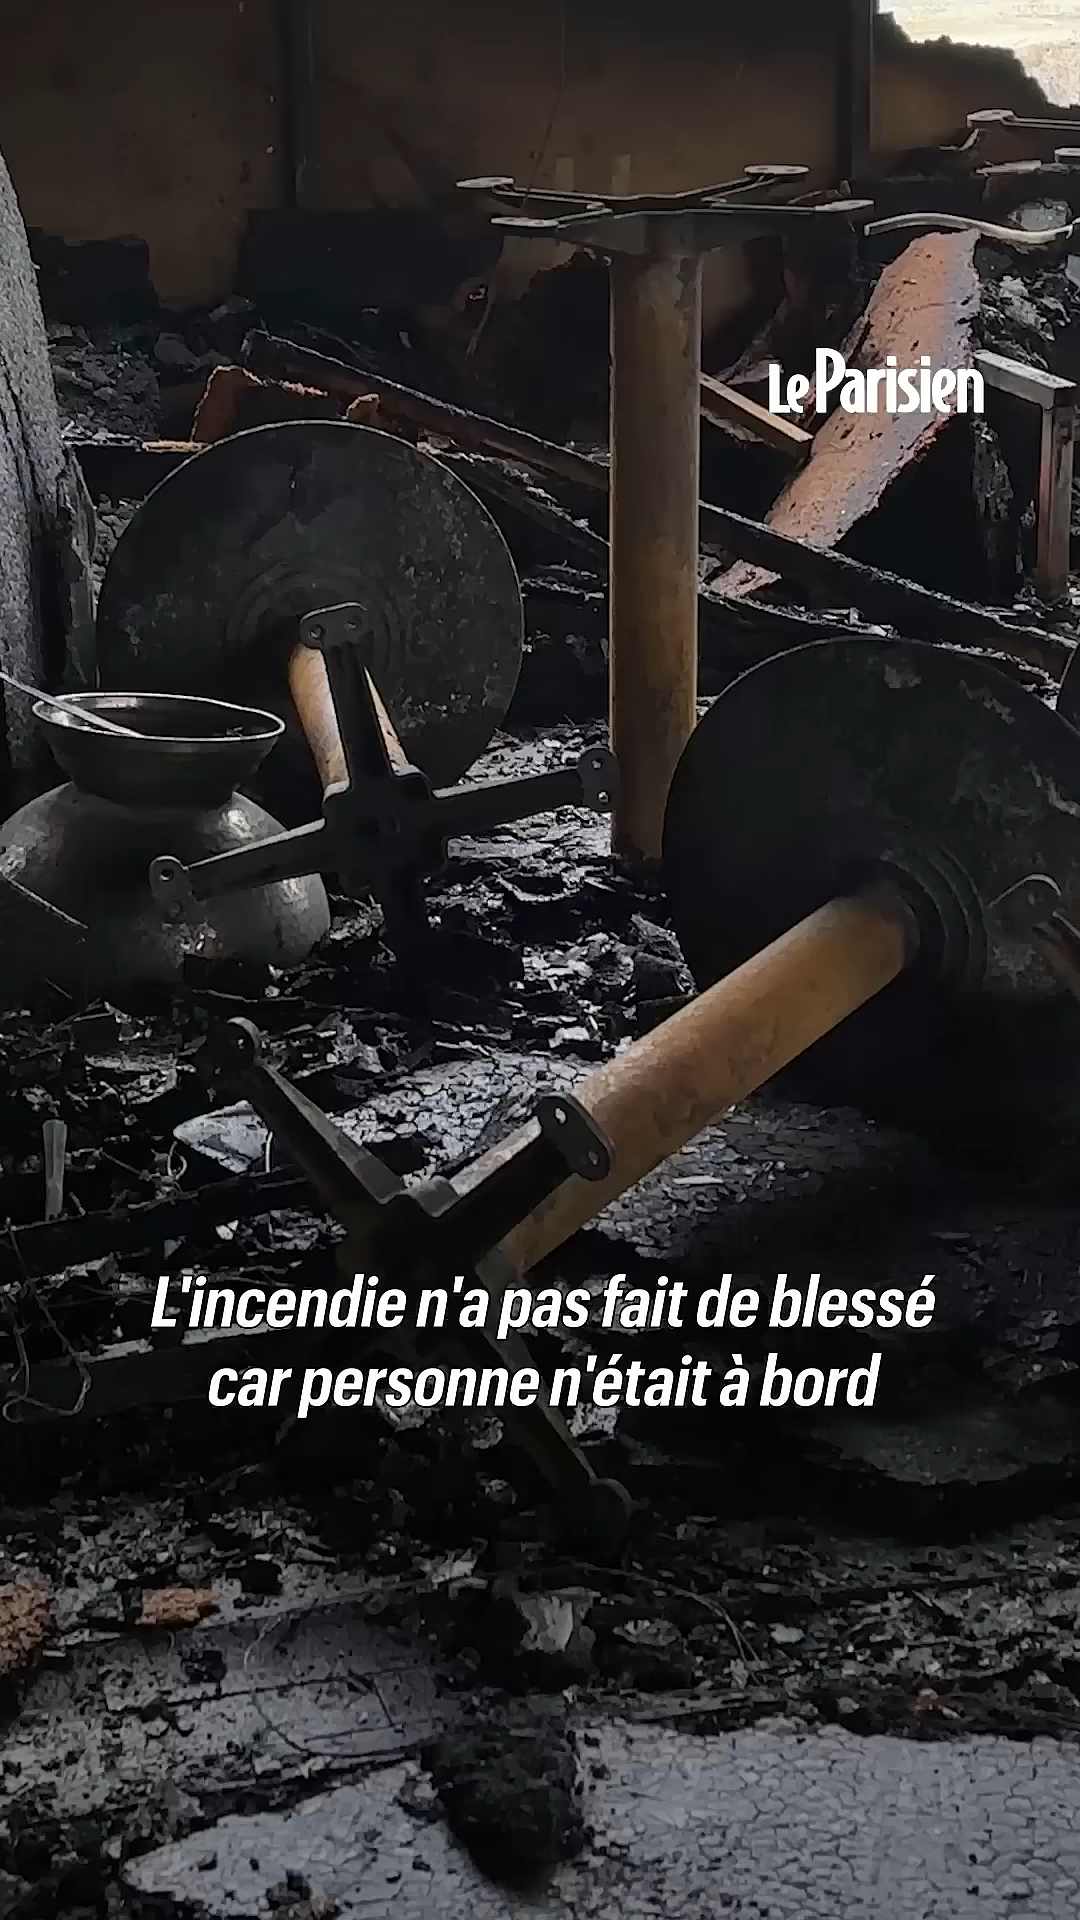 Le Parisien
L'incendie n'a pas fait de blessé
car personne n'était à bord